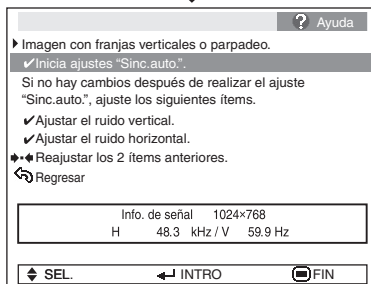 ? Ayuda
Imagen con franjas verticales o parpadeo.
✔Inicia ajustes “Sinc.auto.”.
Si no hay cambios después de realizar el ajuste
“Sinc.auto.”, ajuste los siguientes ítems.
✔Ajustar el ruido vertical.
✔Ajustar el ruido horizontal.
Reajustar los 2 ítems anteriores.
Regresar
Info. de señal 1024×768
H 48.3 kHz / V 59.9 Hz
SEL. INTRO FIN